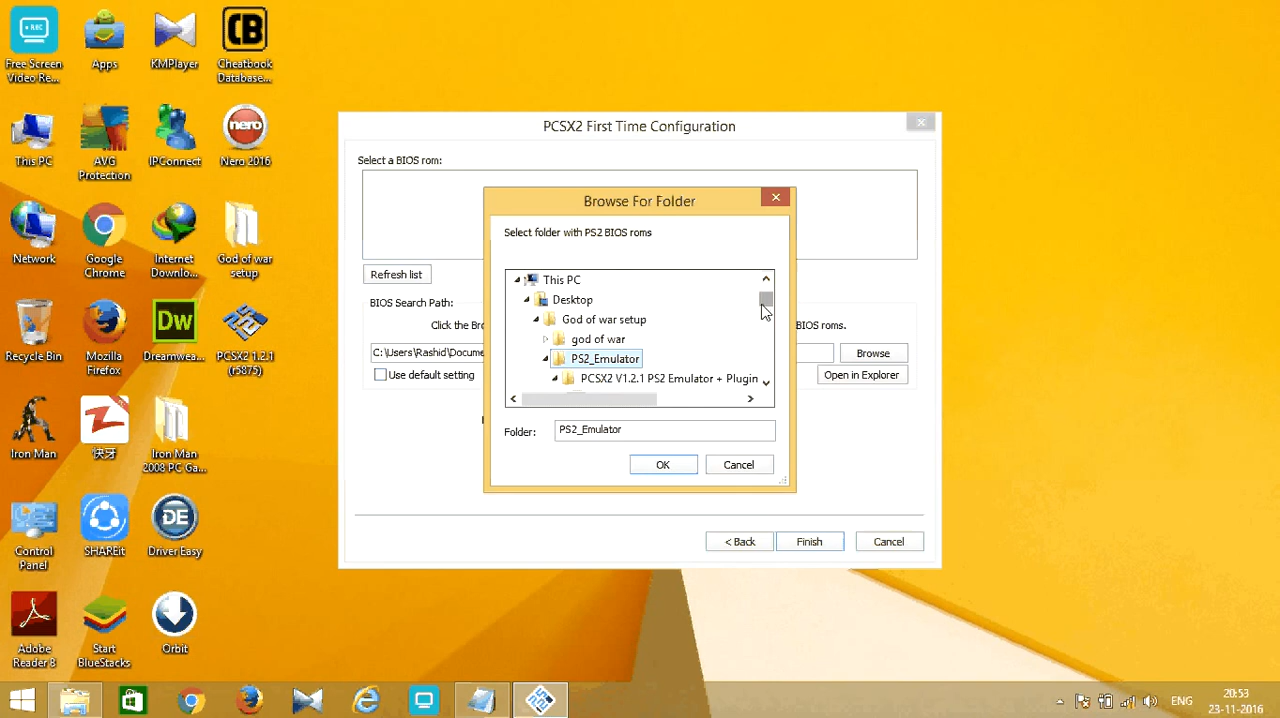 Free Screen
Video Re...
Apps
KMPlayer
CB
Cheatbook
Database...
This PC
AVG
Protection
IPConnect
nero
Nero 2016
Network
Google
Chrome
Internet
Downlo...
God of war
setup
Recycle Bin
Mozilla
Firefox
Dw
Dreamwea...
PCSX2 1.2.1
(r5875)
Iron Man
快牙
Iron Man
2008 PC Ga...
Control
Panel
SHAREit
DE
Driver Easy
Adobe
Reader 8
Start
BlueStacks
Orbit
PCSX2 First Time Configuration
Select a BIOS rom:
Refresh list
BIOS Search Path:
Click the Bro
BIOS roms.
C:\Users\Rashid\Docume
Browse
Use default setting
Open in Explorer
< Back
Finish
Cancel
Browse For Folder
Select folder with PS2 BIOS roms
This PC
Desktop
God of war setup
god of war
PS2_Emulator
PCSX2 V1.2.1 PS2 Emulator + Plugin
Folder:
PS2_Emulator
OK
Cancel
ENG
20:53
23-11-2016